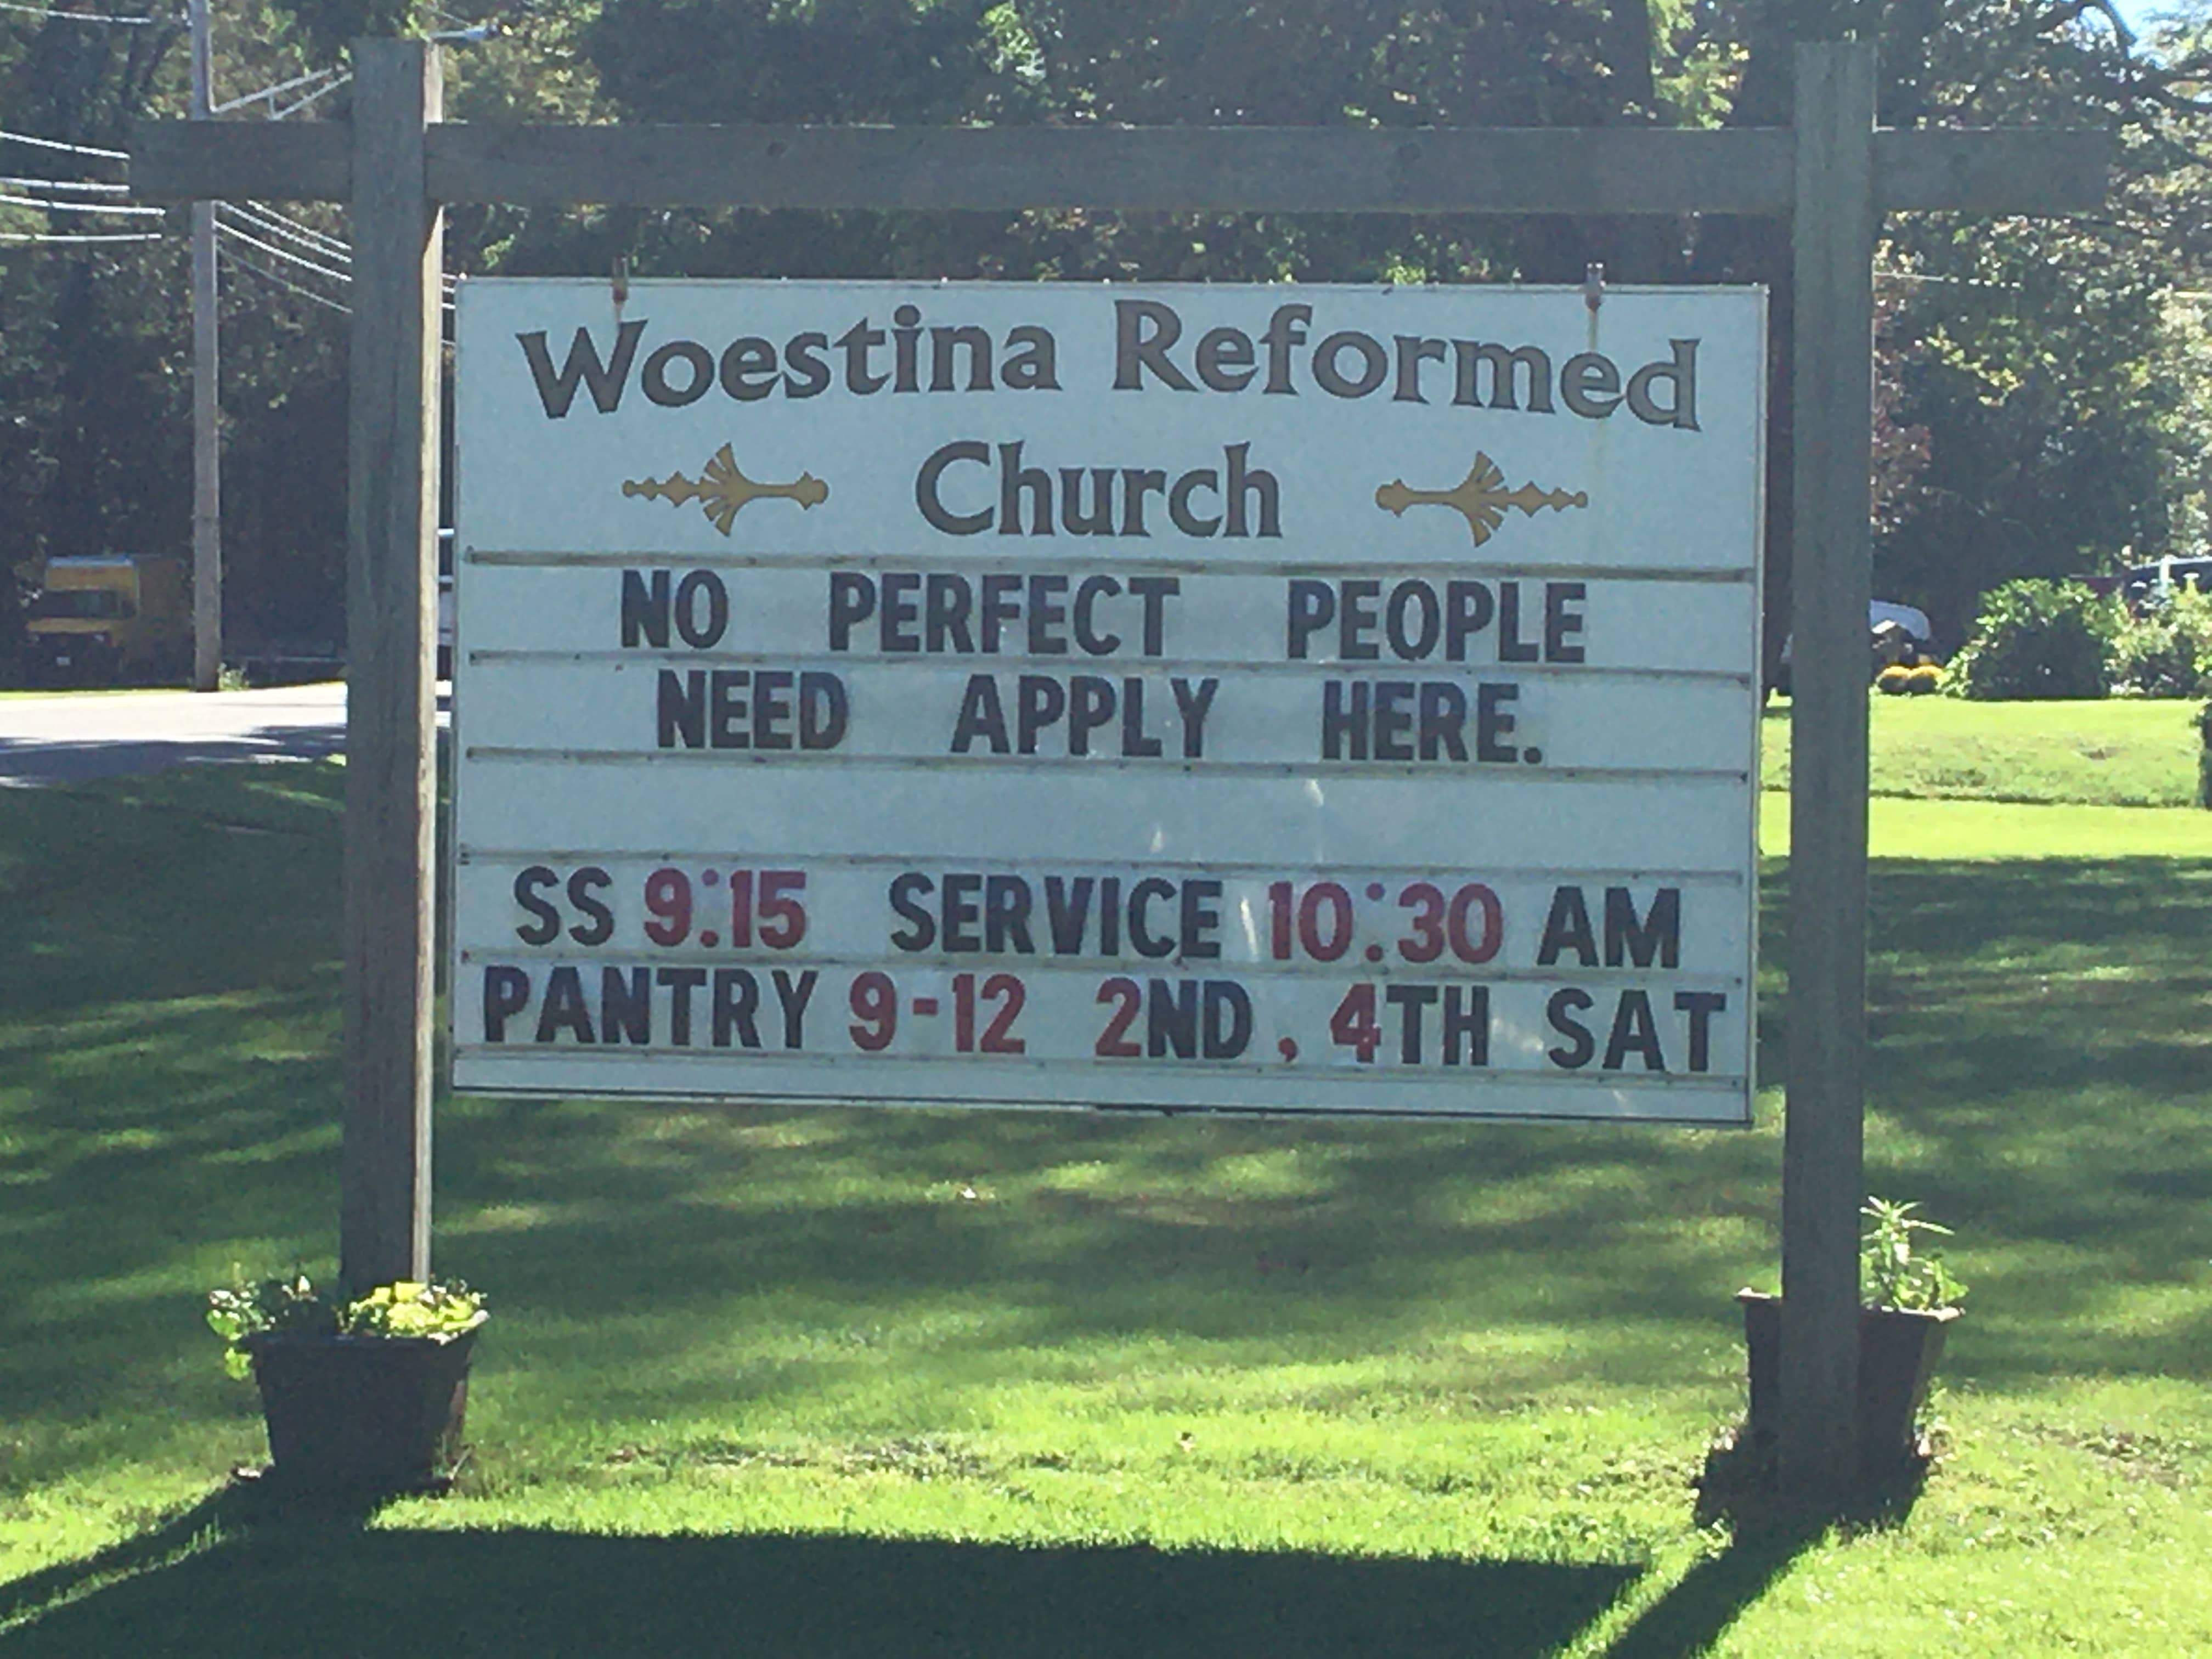 Woestina Reformed
Church
NO PERFECT PEOPLE
NEED APPLY HERE.
SS 9:15 SERVICE 10:30 AM
PANTRY 9-12 2ND, 4TH SAT